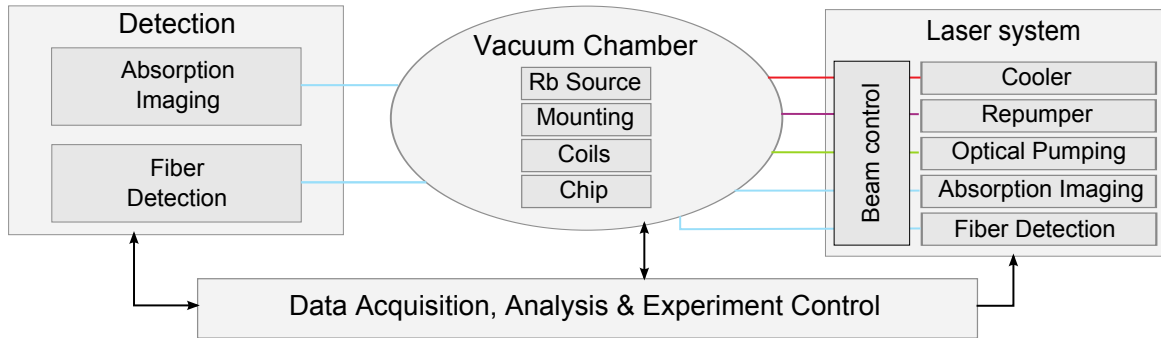 Detection
Absorption
Imaging
Fiber
Detection
Vacuum Chamber
Rb Source
Mounting
Coils
Chip
Laser system
Beam control
Cooler
Repumper
Optical Pumping
Absorption Imaging
Fiber Detection
Data Acquisition, Analysis & Experiment Control